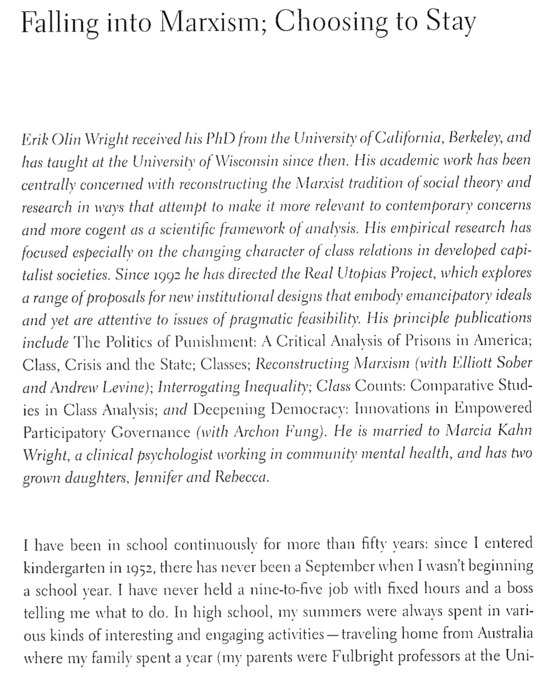 Falling into Marxism; Choosing to Stay
Erik Olin Wright received his PhD from the University of California, Berkeley, and
has taught at the University of Wisconsin since then. His academic work has been
centrally concerned with reconstructing the Marxist tradition of social theory and
research in ways that attempt to make it more relevant to contemporary concerns
and more cogent as a scientific framework of analysis. His empirical research has
focused especially on the changing character of class relations in developed capi-
talist societies. Since 1992 he has directed the Real Utopias Project, which explores
a range of proposals for new institutional designs that embody emancipatory ideals
and yet are attentive to issues of pragmatic feasibility. His principle publications
include The Politics of Punishment: A Critical Analysis of Prisons in America;
Class, Crisis and the State; Classes; Reconstructing Marxism (with Elliott Sober
and Andrew Levine); Interrogating Inequality; Class Counts: Comparative Stud-
ies in Class Analysis; and Deepening Democracy: Innovations in Empowered
Participatory Governance (with Archon Fung). He is married to Marcia Kahn
Wright, a clinical psychologist working in community mental health, and has two
grown daughters, Jennifer and Rebecca.
I have been in school continuously for more than fifty years: since I entered
kindergarten in 1952, there has never been a September when I wasn't beginning
a school year. I have never held a nine-to-five job with fixed hours and a boss
telling me what to do. In high school, my summers were always spent in vari-
ous kinds of interesting and engaging activities—traveling home from Australia
where my family spent a year (my parents were Fulbright professors at the Uni-